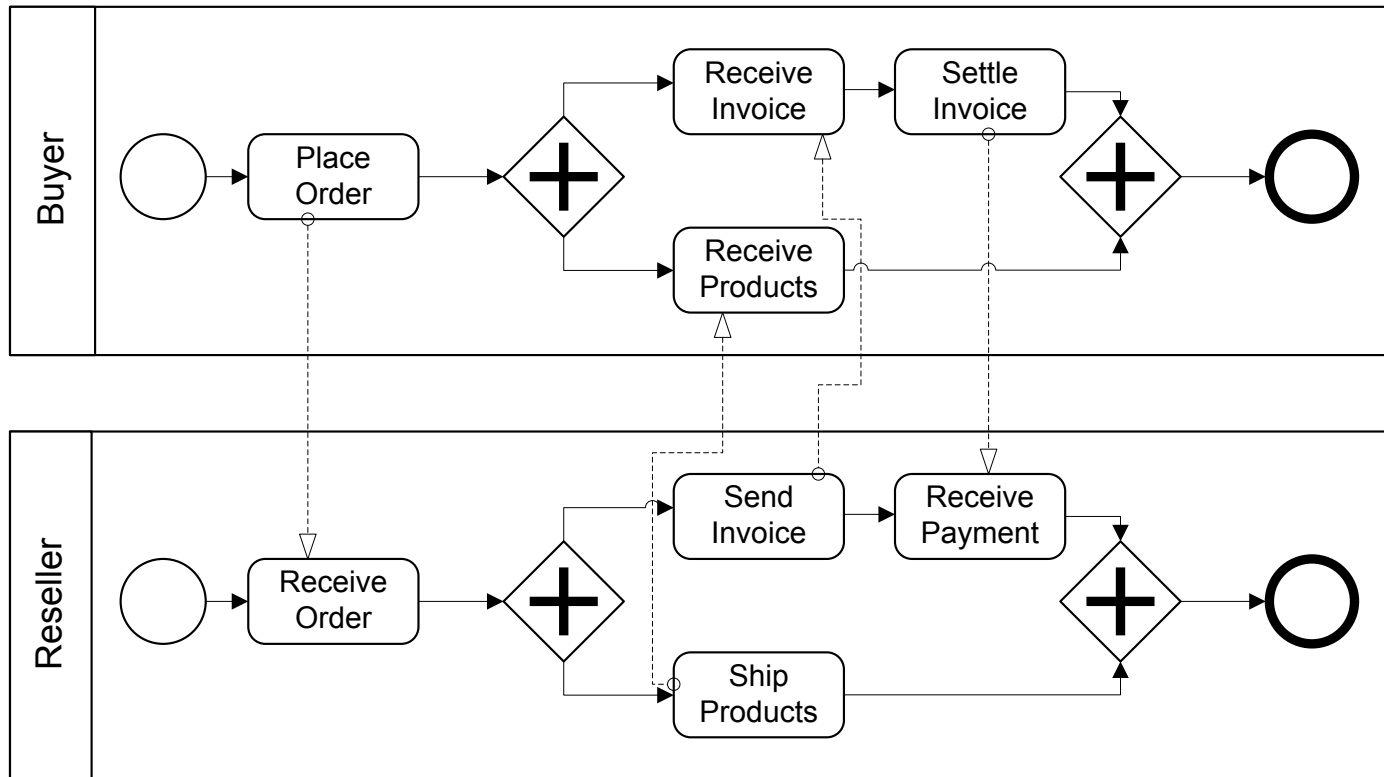 Buyer
Place
Order
Receive
Invoice
Settle
Invoice
Receive
Products
Reseller
Receive
Order
Send
Invoice
Receive
Payment
Ship
Products